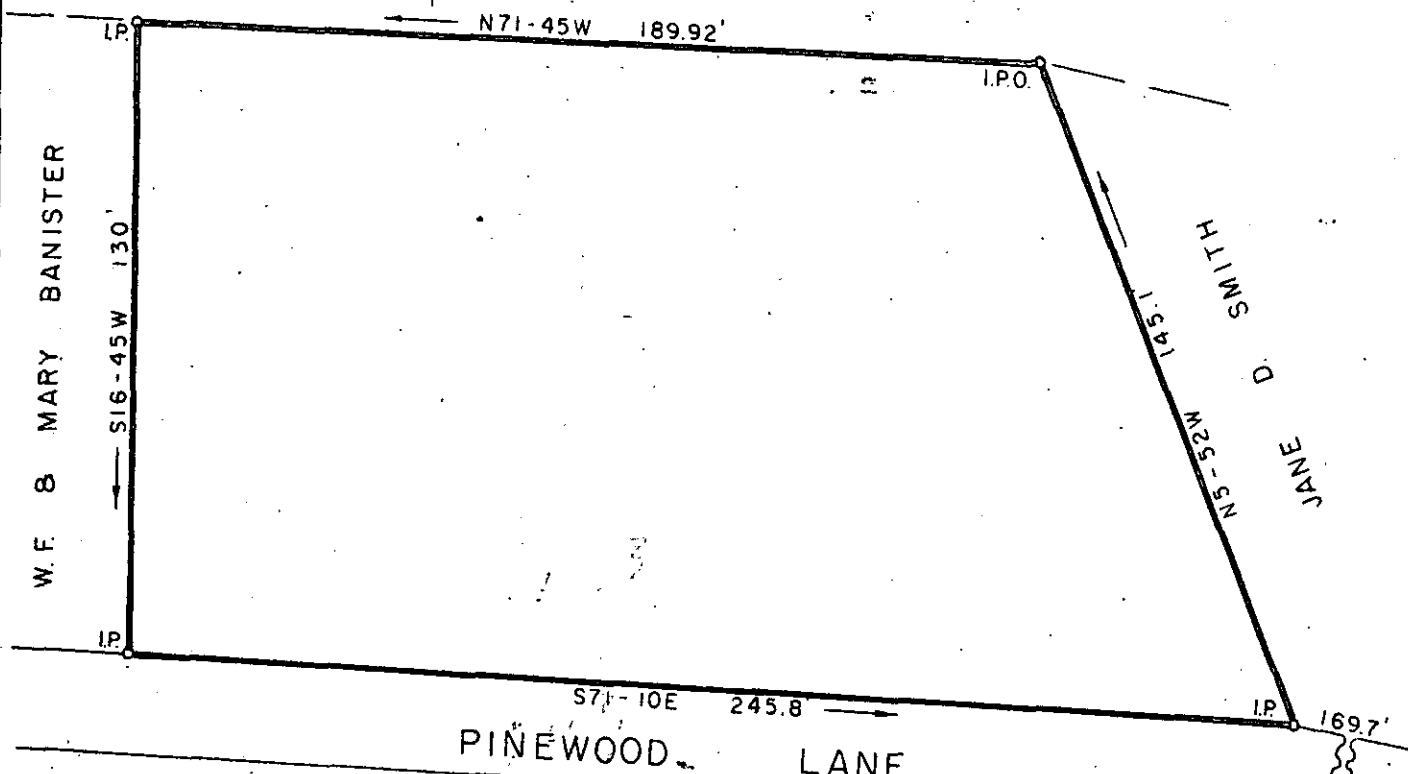 N71-45W 189.92'
I.P.
I.P.O.
W.F. & MARY BANISTER
S16-45W 130'
N5-52W 145.1
JANE D. SMITH
I.P.
S71-10E 245.8'
I.P.
169.7'
PINEWOOD LANE